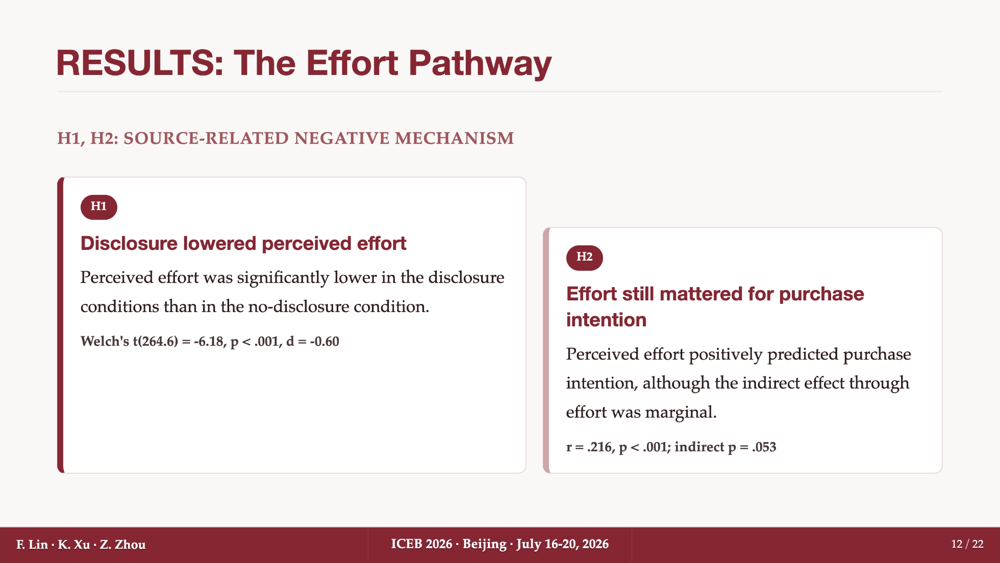 RESULTS: The Effort Pathway
H1, H2: SOURCE-RELATED NEGATIVE MECHANISM
H1
Disclosure lowered perceived effort
Perceived effort was significantly lower in the disclosure
conditions than in the no-disclosure condition.
Welch's t(264.6) = -6.18, p < .001, d = -0.60
H2
Effort still mattered for purchase
intention
Perceived effort positively predicted purchase
intention, although the indirect effect through
effort was marginal.
r = .216, p < .001; indirect p = .053
F. Lin · K. Xu · Z. Zhou
ICEB 2026 · Beijing · July 16-20, 2026
12 / 22